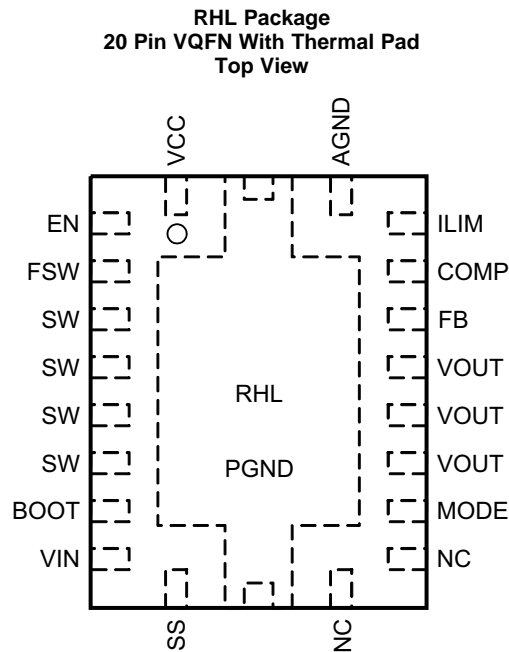 RHL Package
20 Pin VQFN With Thermal Pad
Top View
VCC
AGND
EN
ILIM
FSW
COMP
SW
FB
SW
VOUT
RHL
SW
VOUT
PGND
SW
VOUT
BOOT
MODE
VIN
NC
SS
NC